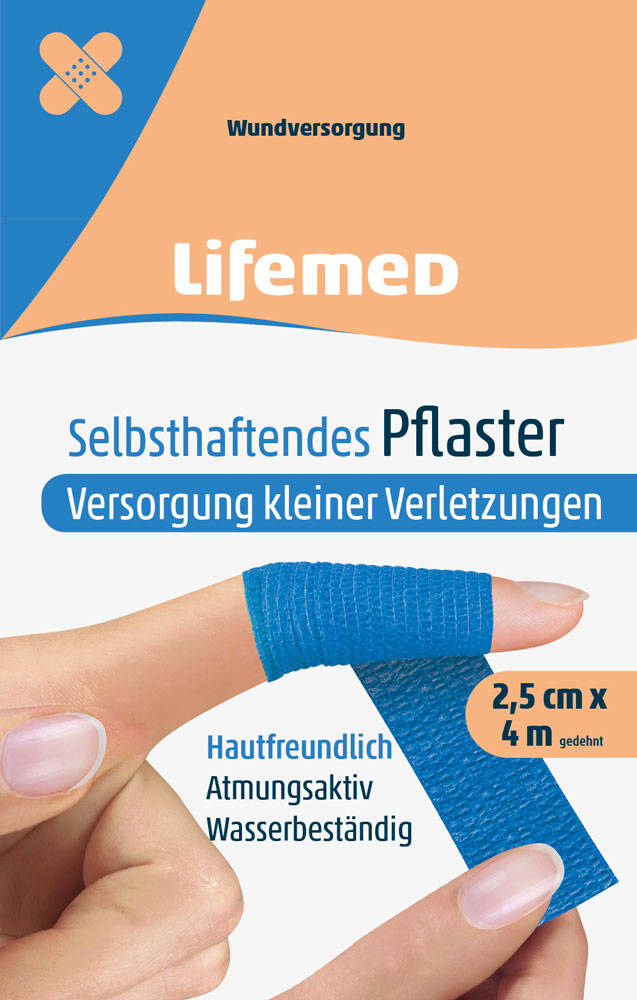 Wundversorgung
Lifemed
Selbsthaftendes Pflaster
Versorgung kleiner Verletzungen
2,5 cm x
4 m gedehnt
Hautfreundlich
Atmungsaktiv
Wasserbeständig